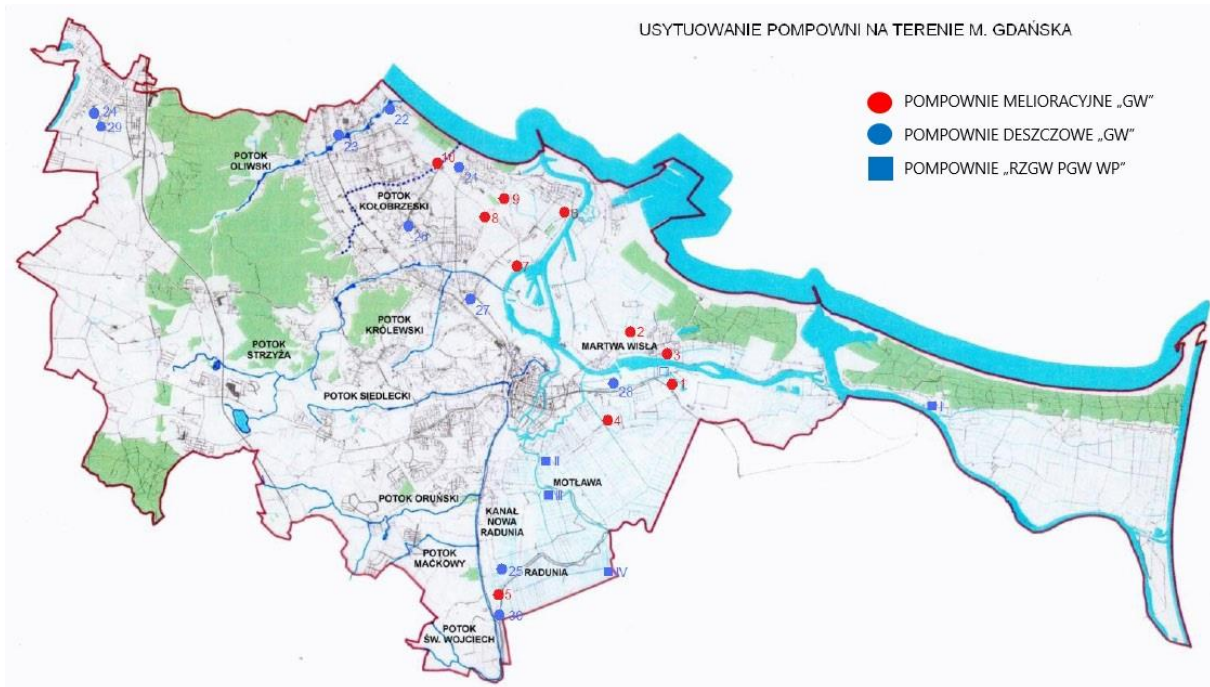 USYTUOWANIE POMPOWNI NA TERENIE M. GDAŃSKA
POMPOWNIE MELIORACYJNE „GW”
POMPOWNIE DESZCZOWE „GW”
POMPOWNIE „RZGW PGW WP”
24
29
22
23
POTOK
OLIWSKI
10
21
9
8
6
POTOK
KOŁOBRZESKI
7
27
POTOK
KRÓLEWSKI
2
MARTWA WISŁA
3
POTOK
STRZYŻA
1
28
I
POTOK SIEDLECKI
4
II
MOTŁAWA
III
POTOK ORUŃSKI
KANAŁ
NOWA
RADUNIA
POTOK
MAĆKOWY
25
RADUNIA
IV
5
30
POTOK
ŚW. WOJCIECH